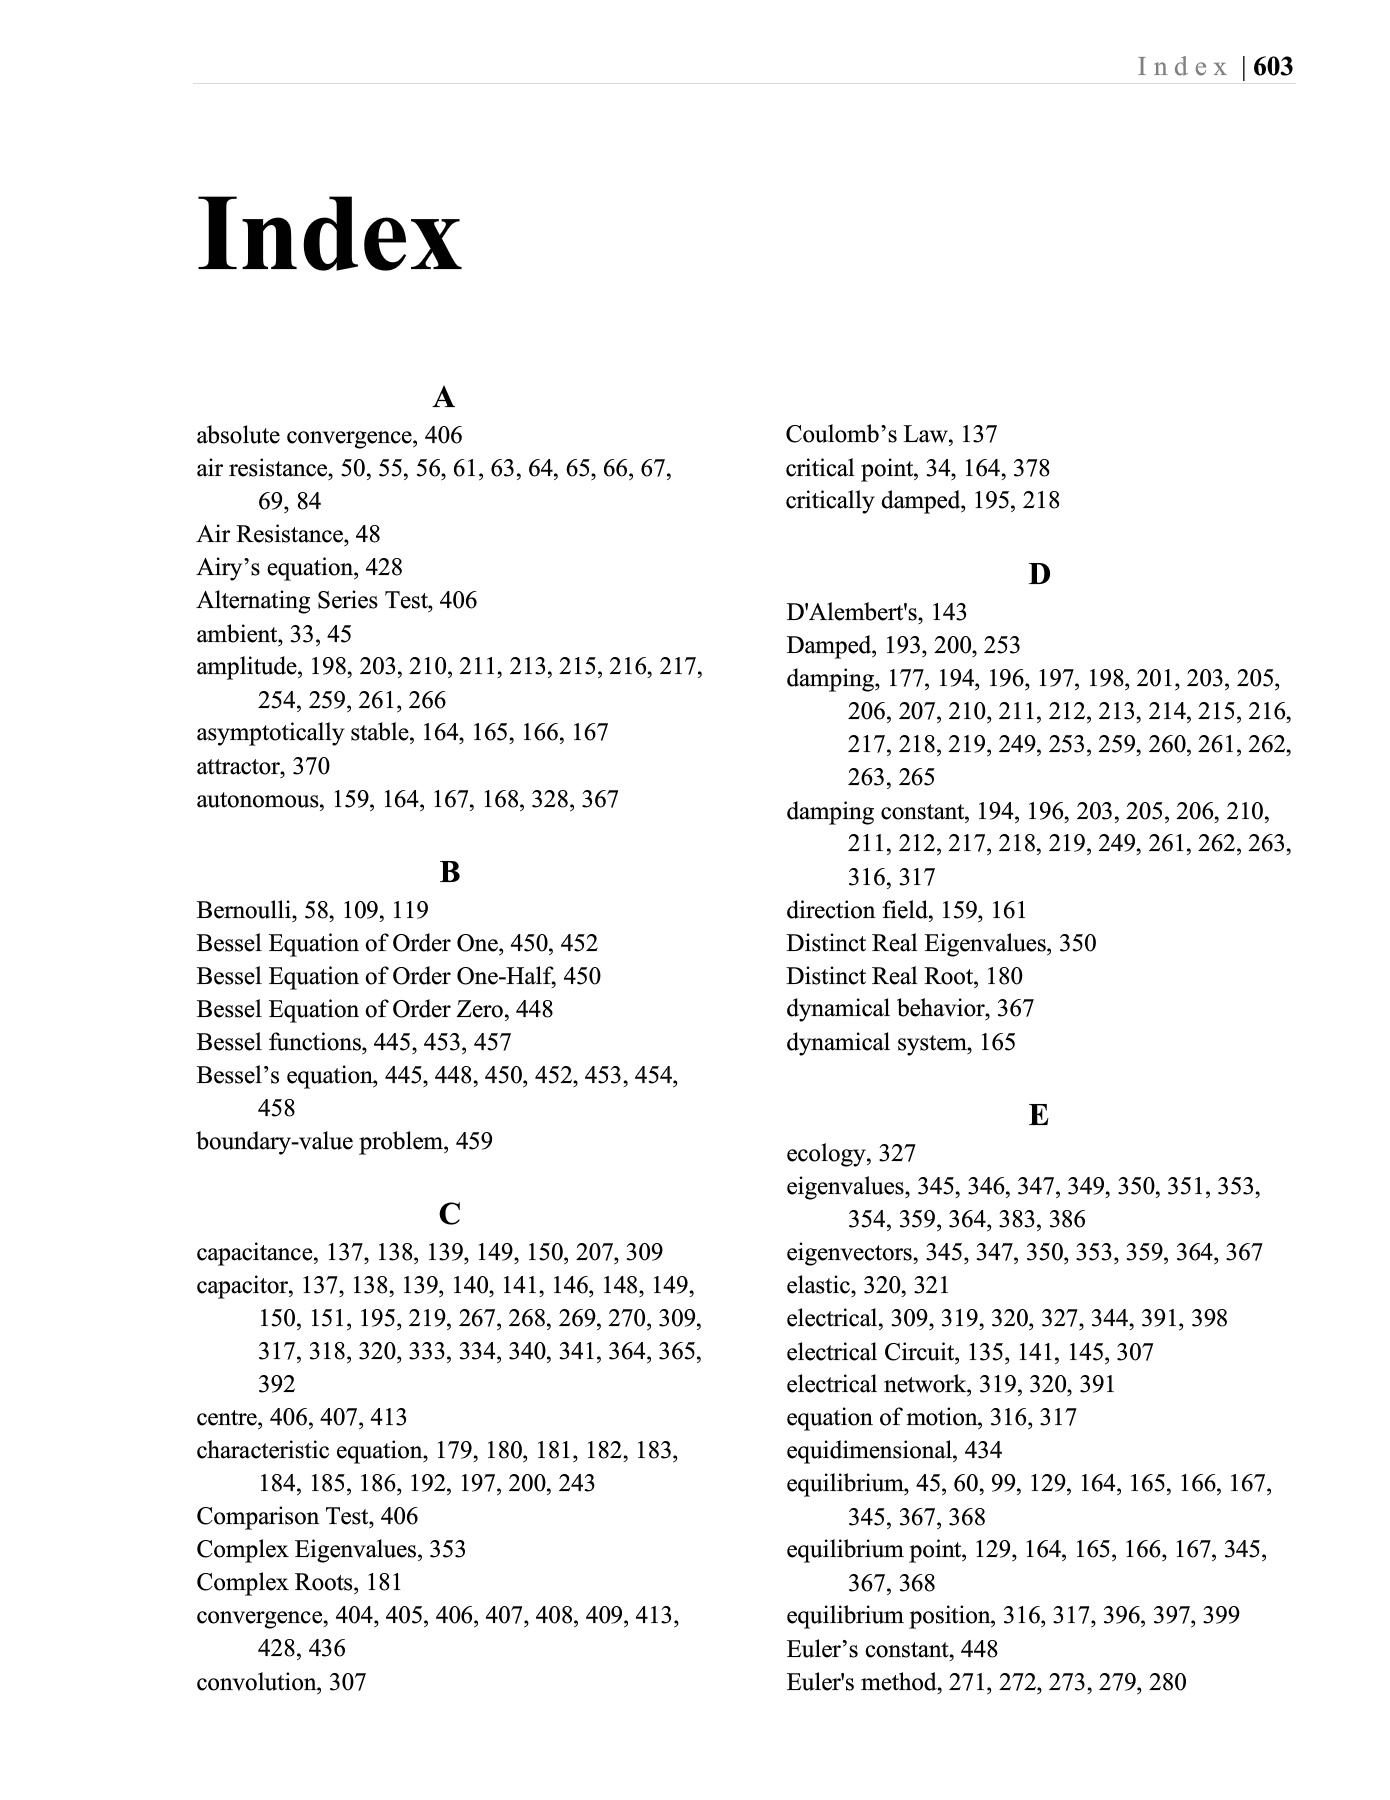 Index | 603
Index
A
absolute convergence, 406
air resistance, 50, 55, 56, 61, 63, 64, 65, 66, 67,
69, 84
Air Resistance, 48
Airy’s equation, 428
Alternating Series Test, 406
ambient, 33, 45
amplitude, 198, 203, 210, 211, 213, 215, 216, 217,
254, 259, 261, 266
asymptotically stable, 164, 165, 166, 167
attractor, 370
autonomous, 159, 164, 167, 168, 328, 367
B
Bernoulli, 58, 109, 119
Bessel Equation of Order One, 450, 452
Bessel Equation of Order One-Half, 450
Bessel Equation of Order Zero, 448
Bessel functions, 445, 453, 457
Bessel’s equation, 445, 448, 450, 452, 453, 454,
458
boundary-value problem, 459
C
capacitance, 137, 138, 139, 149, 150, 207, 309
capacitor, 137, 138, 139, 140, 141, 146, 148, 149,
150, 151, 195, 219, 267, 268, 269, 270, 309,
317, 318, 320, 333, 334, 340, 341, 364, 365,
392
centre, 406, 407, 413
characteristic equation, 179, 180, 181, 182, 183,
184, 185, 186, 192, 197, 200, 243
Comparison Test, 406
Complex Eigenvalues, 353
Complex Roots, 181
convergence, 404, 405, 406, 407, 408, 409, 413,
428, 436
convolution, 307
Coulomb’s Law, 137
critical point, 34, 164, 378
critically damped, 195, 218
D
D'Alembert's, 143
Damped, 193, 200, 253
damping, 177, 194, 196, 197, 198, 201, 203, 205,
206, 207, 210, 211, 212, 213, 214, 215, 216,
217, 218, 219, 249, 253, 259, 260, 261, 262,
263, 265
damping constant, 194, 196, 203, 205, 206, 210,
211, 212, 217, 218, 219, 249, 261, 262, 263,
316, 317
direction field, 159, 161
Distinct Real Eigenvalues, 350
Distinct Real Root, 180
dynamical behavior, 367
dynamical system, 165
E
ecology, 327
eigenvalues, 345, 346, 347, 349, 350, 351, 353,
354, 359, 364, 383, 386
eigenvectors, 345, 347, 350, 353, 359, 364, 367
elastic, 320, 321
electrical, 309, 319, 320, 327, 344, 391, 398
electrical Circuit, 135, 141, 145, 307
electrical network, 319, 320, 391
equation of motion, 316, 317
equidimensional, 434
equilibrium, 45, 60, 99, 129, 164, 165, 166, 167,
345, 367, 368
equilibrium point, 129, 164, 165, 166, 167, 345,
367, 368
equilibrium position, 316, 317, 396, 397, 399
Euler’s constant, 448
Euler's method, 271, 272, 273, 279, 280